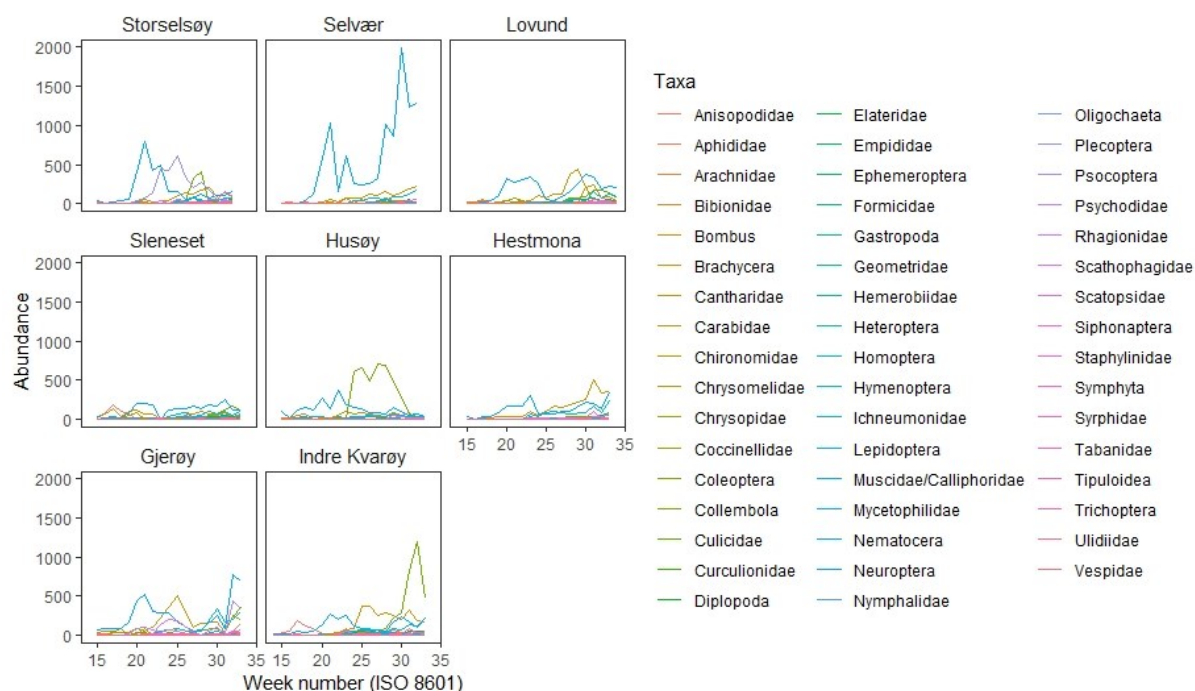 Storselsøy Selvær Lovund
2000
1500
1000
500
0
Sleneset Husøy Hestmona
2000
1500
1000
500
0
15 20 25 30 35
Gjerøy Indre Kvarøy
2000
1500
1000
500
0
15 20 25 30 35 15 20 25 30 35
Abundance
Week number (ISO 8601)
Taxa
Anisopodidae
Aphididae
Arachnidae
Bibionidae
Bombus
Brachycera
Cantharidae
Carabidae
Chironomidae
Chrysomelidae
Chrysopidae
Coccinellidae
Coleoptera
Collembola
Culicidae
Curculionidae
Diplopoda
Elateridae
Empididae
Ephemeroptera
Formicidae
Gastropoda
Geometridae
Hemerobiidae
Heteroptera
Homoptera
Hymenoptera
Ichneumonidae
Lepidoptera
Muscidae/Calliphoridae
Mycetophilidae
Nematocera
Neuroptera
Nymphalidae
Oligochaeta
Plecoptera
Psocoptera
Psychodidae
Rhagionidae
Scathophagidae
Scatopsidae
Siphonaptera
Staphylinidae
Symphyta
Syrphidae
Tabanidae
Tipuloidea
Trichoptera
Ulidiidae
Vespidae